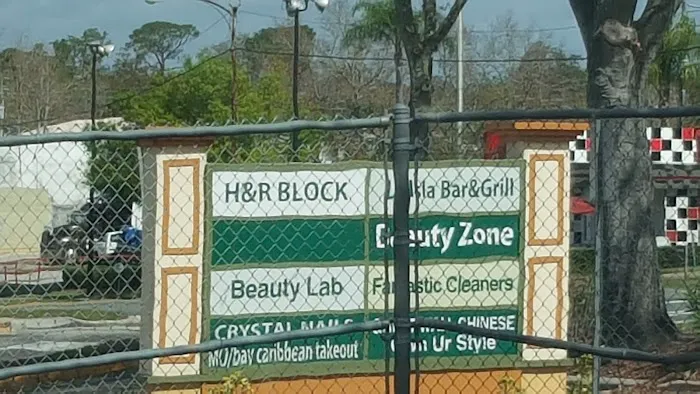 H&R BLOCK
Bar&Grill
Beauty Zone
Beauty Lab
Fantastic Cleaners
CRYSTAL NAILS
CHINESE
MO/bay caribbean takeout
Ur Style